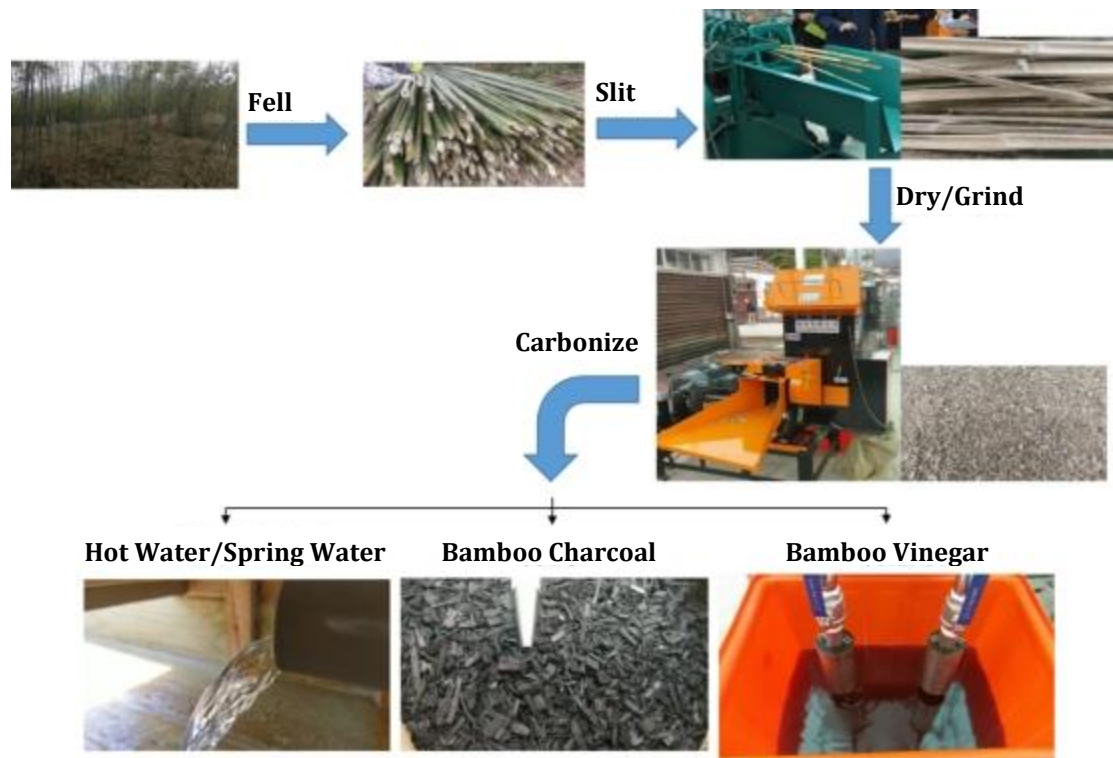 Fell
Slit
Dry/Grind
Carbonize
Hot Water/Spring Water
Bamboo Charcoal
Bamboo Vinegar